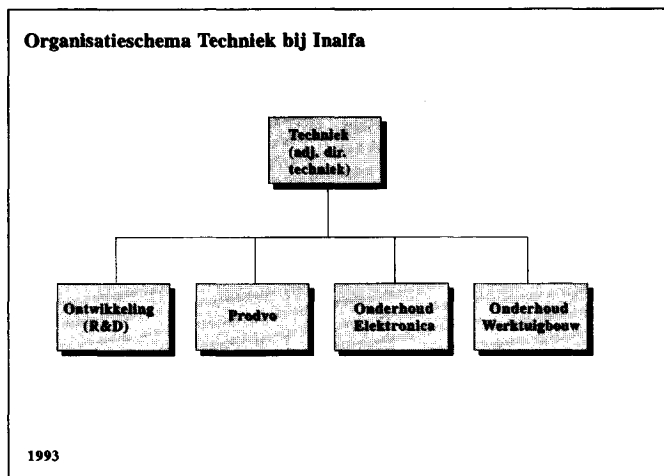 Organisatieschema Techniek bij Inalfa
Techniek
(adj. dir.
techniek)
Ontwikkeling
(R&D)
Prodvo
Onderhoud
Elektronica
Onderhoud
Werktuigbouw
1993